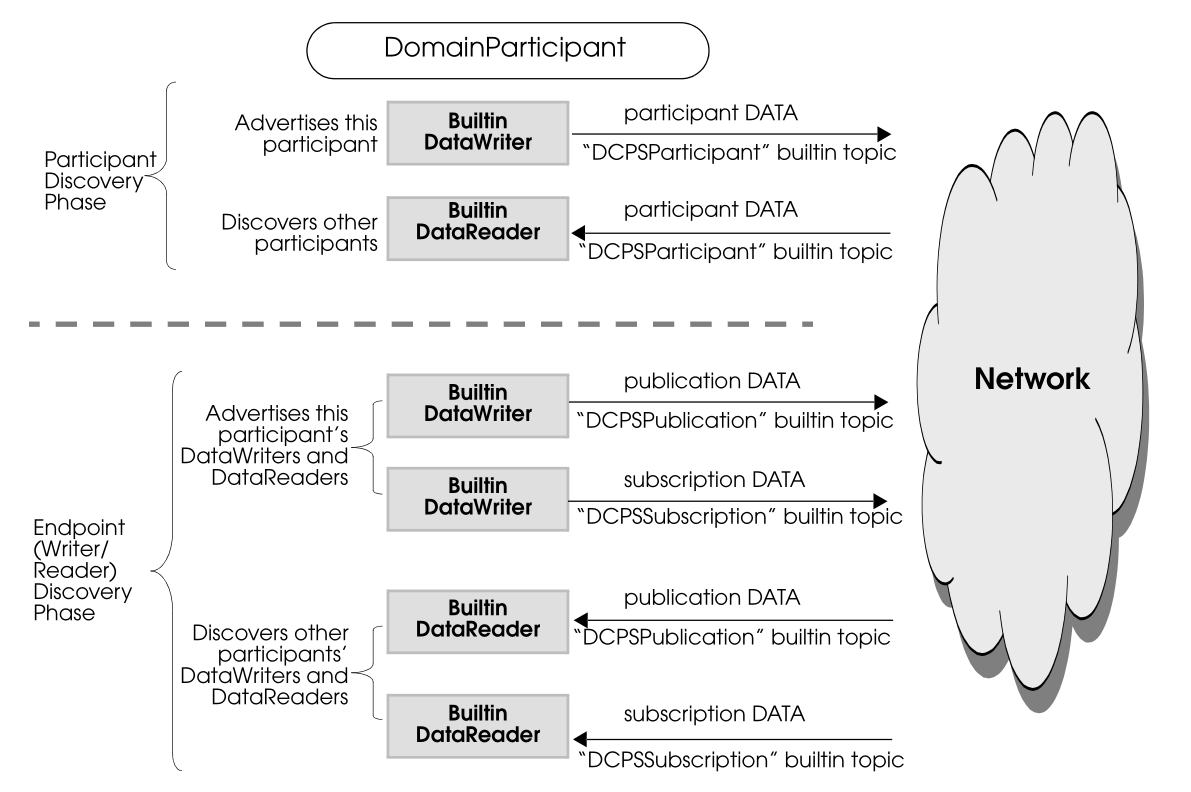 DomainParticipant
Participant
Discovery
Phase
Advertises this
participant
Builtin
DataWriter
participant DATA
“DCPSParticipant” builtin topic
Discovers other
participants
Builtin
DataReader
participant DATA
“DCPSParticipant” builtin topic
Network
Endpoint
(Writer/
Reader)
Discovery
Phase
Advertises this
participant’s
DataWriters and
DataReaders
Builtin
DataWriter
publication DATA
“DCPSPublication” builtin topic
Builtin
DataWriter
subscription DATA
“DCPSSubscription” builtin topic
Discovers other
participants’
DataWriters and
DataReaders
Builtin
DataReader
publication DATA
“DCPSPublication” builtin topic
Builtin
DataReader
subscription DATA
“DCPSSubscription” builtin topic